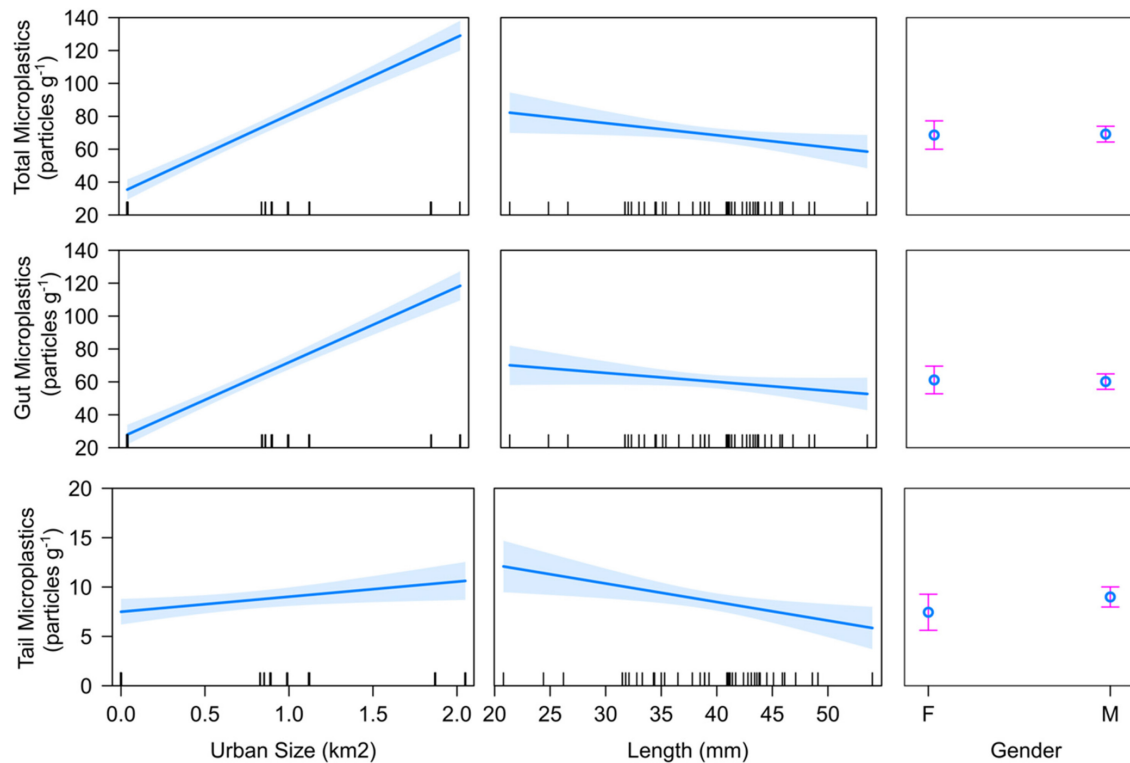 Total Microplastics
(particles g-1)
140
120
100
80
60
40
20
Gut Microplastics
(particles g-1)
140
120
100
80
60
40
20
Tail Microplastics
(particles g-1)
20
15
10
5
0
0.0 0.5 1.0 1.5 2.0
20 25 30 35 40 45 50
F M
Urban Size (km2)
Length (mm)
Gender